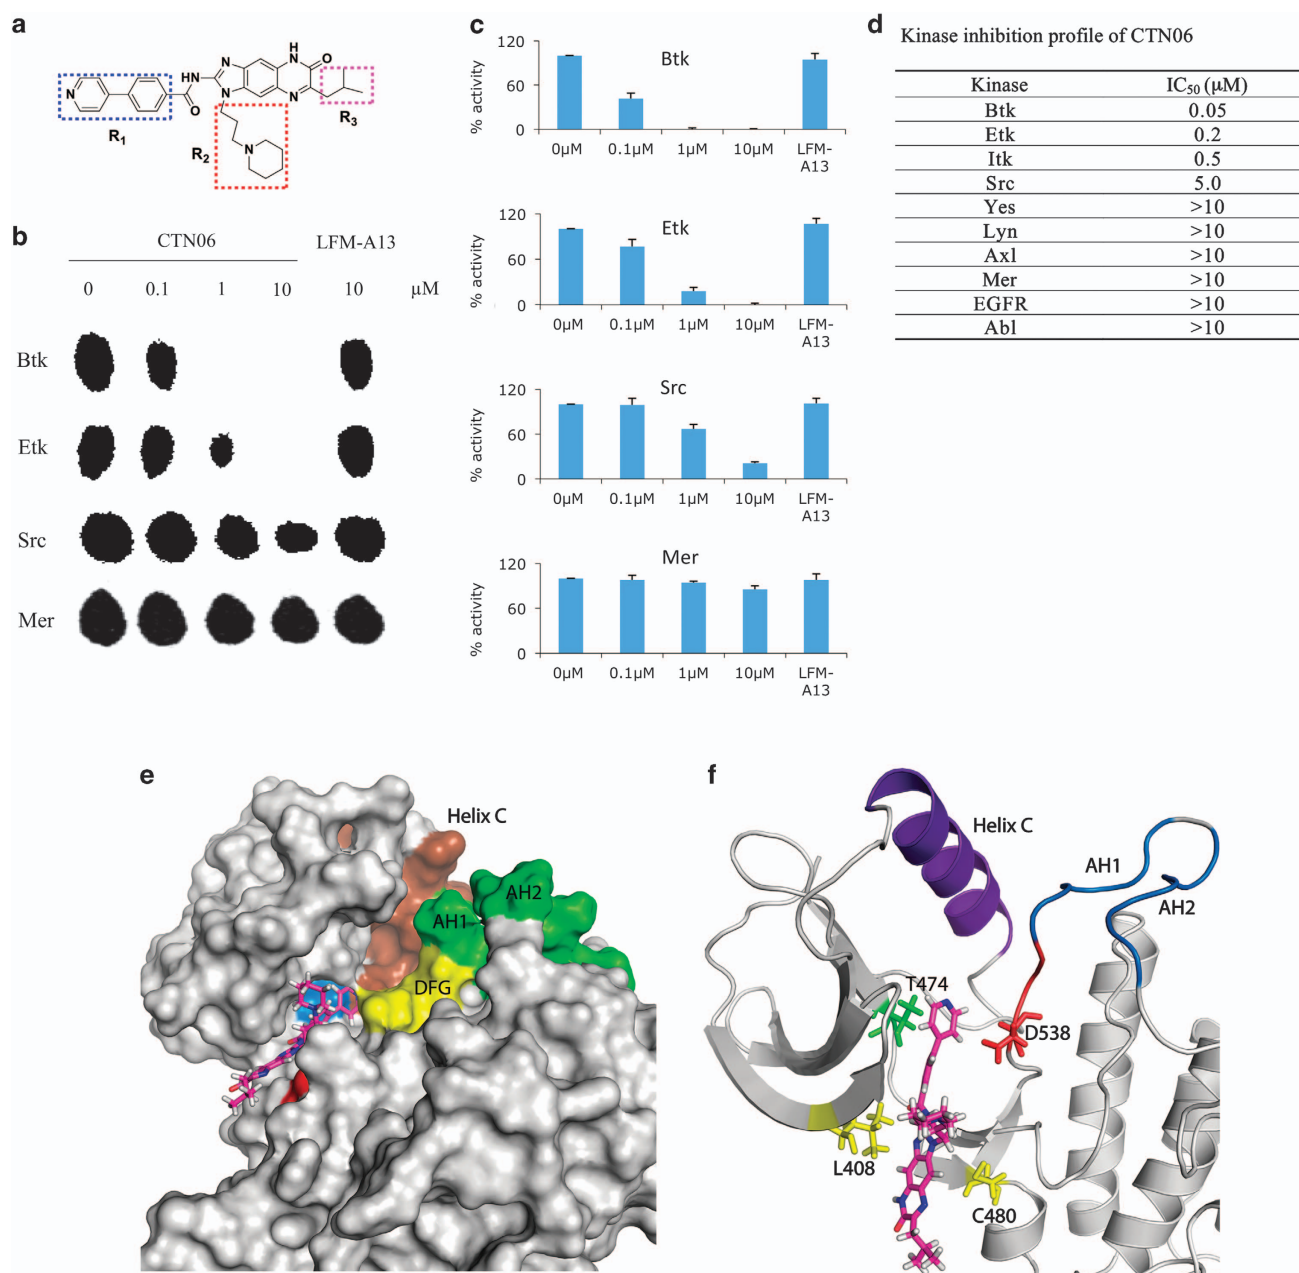 a
H
N
N
NH
N
O
N
N
O
N
N
R1
R2
R3
b
CTN06 LFM-A13
0 0.1 1 10 10 µM
Btk
Etk
Src
Mer
c
Btk
% activity
120
60
0
0µM 0.1µM 1µM 10µM LFM-
A13
Etk
% activity
120
60
0
0µM 0.1µM 1µM 10µM LFM-
A13
Src
% activity
120
60
0
0µM 0.1µM 1µM 10µM LFM-
A13
Mer
% activity
120
60
0
0µM 0.1µM 1µM 10µM LFM-
A13
d Kinase inhibition profile of CTN06
Kinase IC50 (µM)
Btk 0.05
Etk 0.2
Itk 0.5
Src 5.0
Yes >10
Lyn >10
Axl >10
Mer >10
EGFR >10
Abl >10
e
Helix C
AH2
AH1
DFG
f
Helix C
AH1
AH2
T474
D538
L408
C480